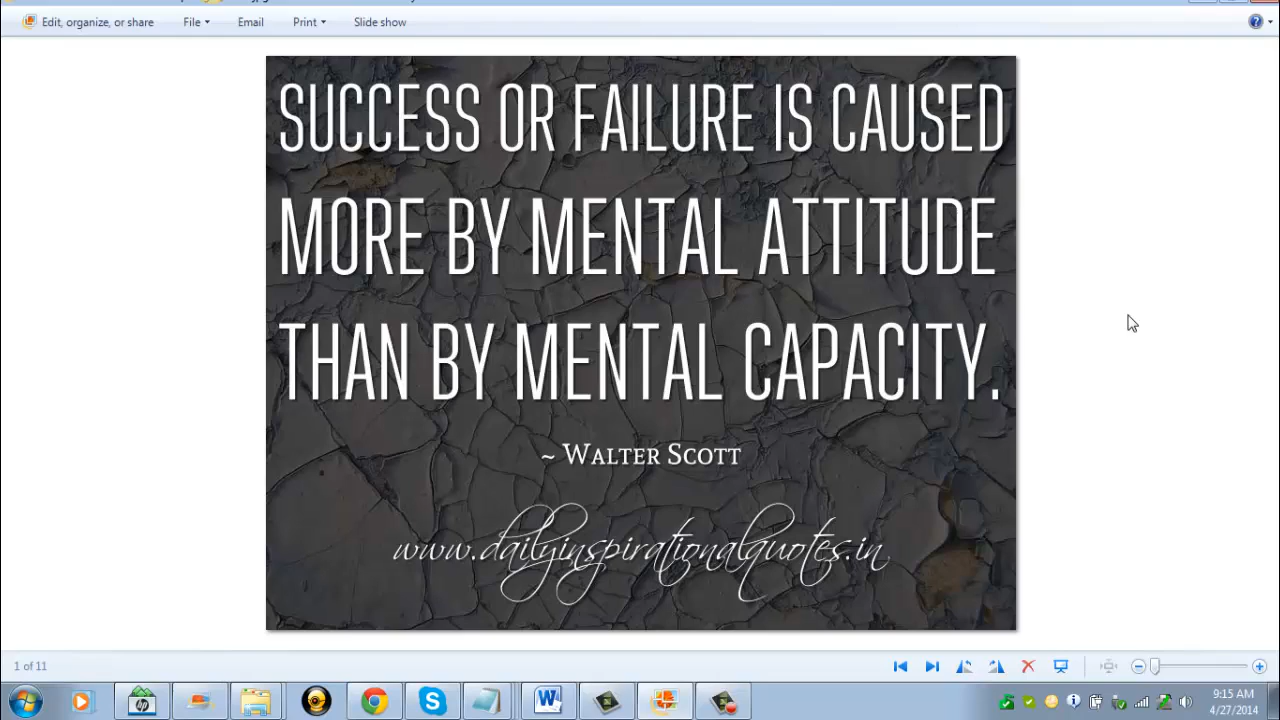 Edit, organize, or share File Email Print Slide show
SUCCESS OR FAILURE IS CAUSED
MORE BY MENTAL ATTITUDE
THAN BY MENTAL CAPACITY.
~ WALTER SCOTT
www.dailyinspirationalquotes.in
1 of 11
9:15 AM
4/27/2014